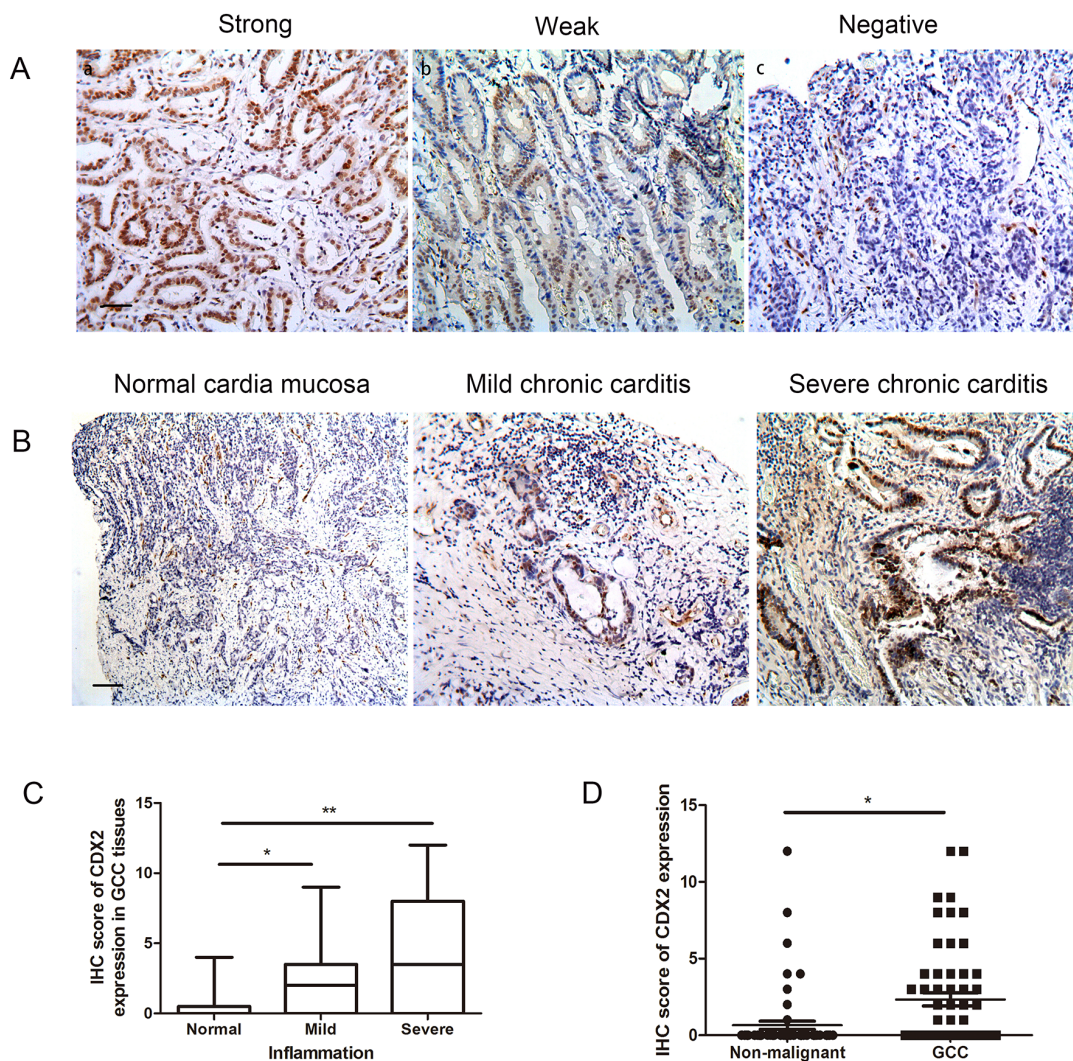 Strong Weak Negative
A
a b c
Normal cardia mucosa Mild chronic carditis Severe chronic carditis
B
C
IHC score of CDX2
expression in GCC tissues
15
10
5
0
**
*
Normal Mild Severe
Inflammation
D
IHC score of CDX2 expression
15
10
5
0
*
Non-malignant GCC